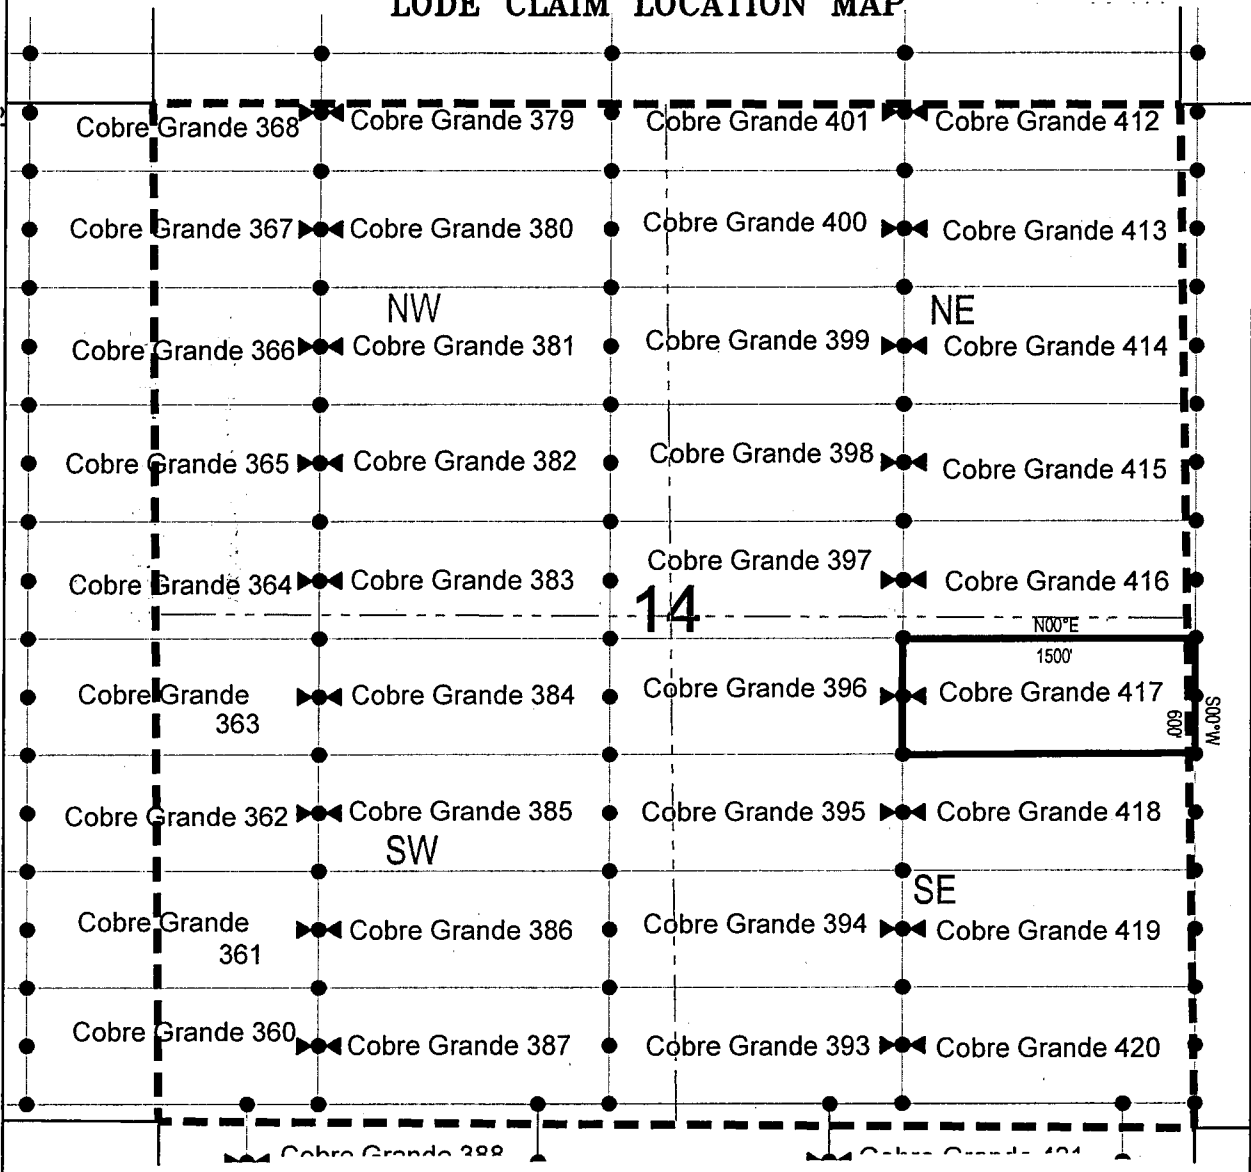 LODE CLAIM LOCATION MAP
Cobre Grande 368
Cobre Grande 379
Cobre Grande 401
Cobre Grande 412
Cobre Grande 367
Cobre Grande 380
Cobre Grande 400
Cobre Grande 413
NW
NE
Cobre Grande 366
Cobre Grande 381
Cobre Grande 399
Cobre Grande 414
Cobre Grande 365
Cobre Grande 382
Cobre Grande 398
Cobre Grande 415
Cobre Grande 364
Cobre Grande 383
Cobre Grande 397
Cobre Grande 416
14
N00°E
1500'
Cobre Grande
363
Cobre Grande 384
Cobre Grande 396
Cobre Grande 417
600'
S00°W
Cobre Grande 362
Cobre Grande 385
Cobre Grande 395
Cobre Grande 418
SW
SE
Cobre Grande
361
Cobre Grande 386
Cobre Grande 394
Cobre Grande 419
Cobre Grande 360
Cobre Grande 387
Cobre Grande 393
Cobre Grande 420
Cobre Grande 388
Cobre Grande 421